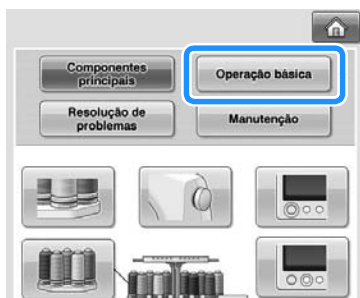 Componentes
principais
Operação básica
Resolução de
problemas
Manutenção